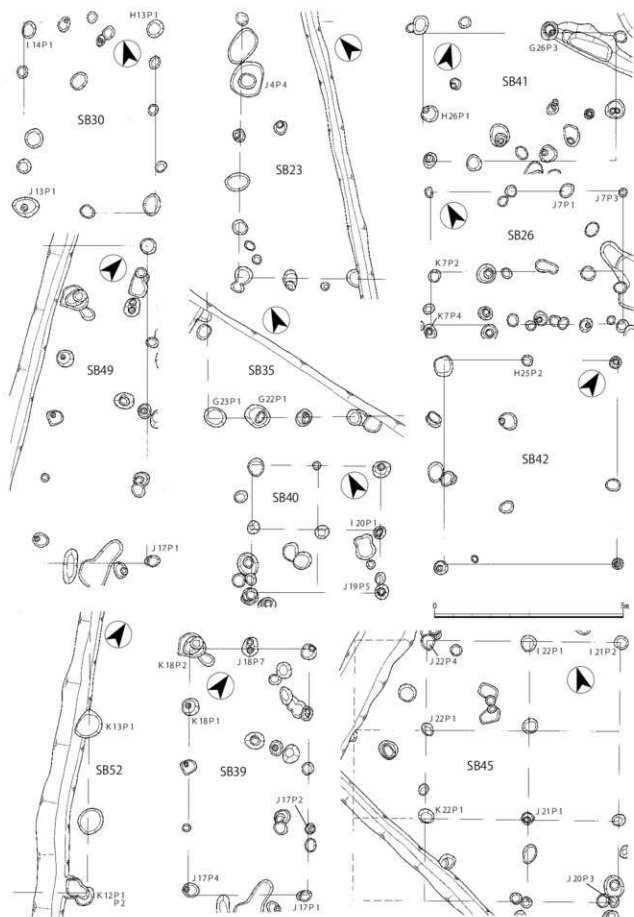 I14P1
H13P1
SB30
J13P1
J4P4
SB23
G26P3
SB41
H26P1
J7P1
J7P3
SB26
K7P2
K7P4
SB49
J17P1
SB35
G23P1
G22P1
SB40
I20P1
J19P5
H25P2
SB42
0
5m
K13P1
SB52
K12P1
P2
K18P2
J18P7
K18P1
SB39
J17P2
J17P4
J17P1
J22P4
I22P1
I21P2
J22P1
SB45
K22P1
J21P1
J20P3